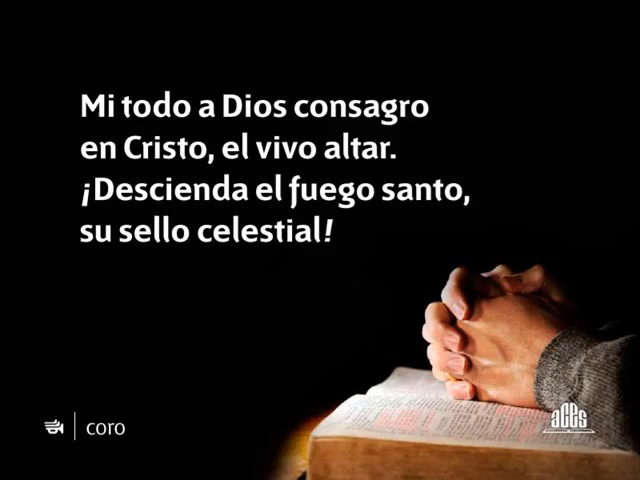 Mi todo a Dios consagro
en Cristo, el vivo altar.
¡Descienda el fuego santo,
su sello celestial!
coro
aces